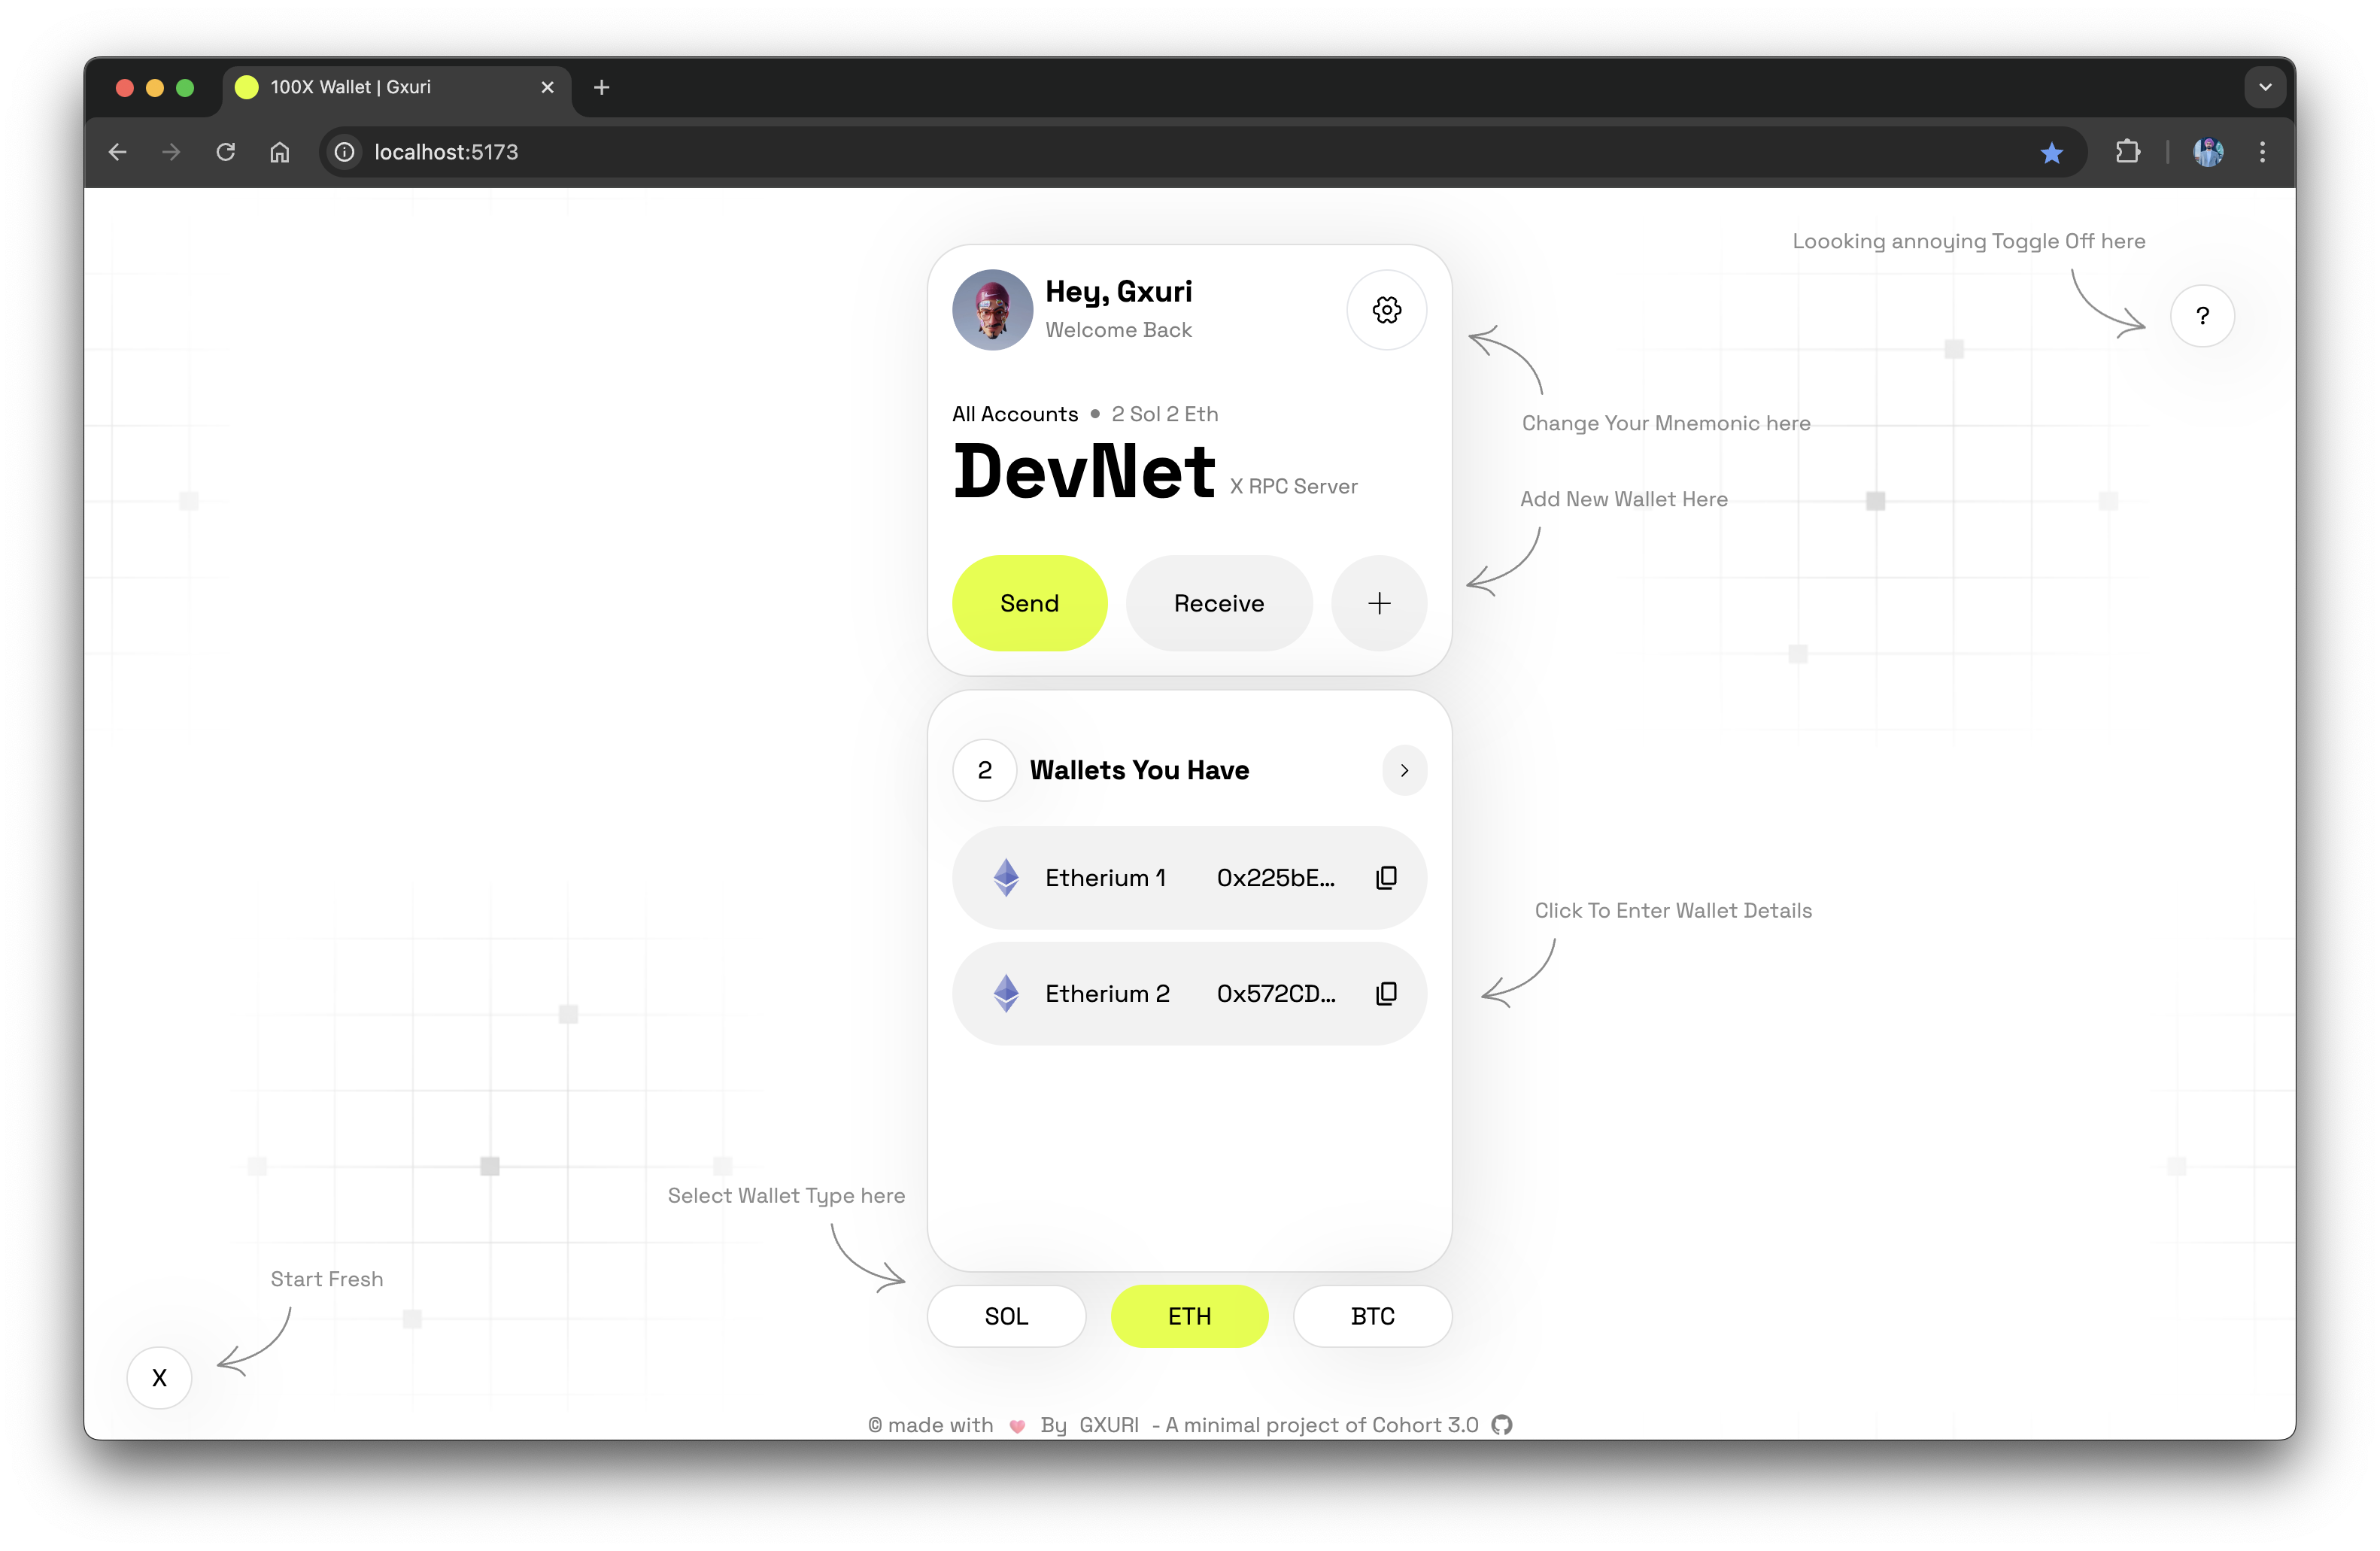 100X Wallet | Gxuri
localhost:5173
Loooking annoying Toggle Off here
?
Hey, Gxuri
Welcome Back
Change Your Mnemonic here
All Accounts • 2 Sol 2 Eth
DevNet X RPC Server
Add New Wallet Here
Send Receive +
2 Wallets You Have
Etherium 1 0x225bE...
Click To Enter Wallet Details
Etherium 2 0x572CD...
Select Wallet Type here
Start Fresh
SOL ETH BTC
X
© made with By GXURI - A minimal project of Cohort 3.0